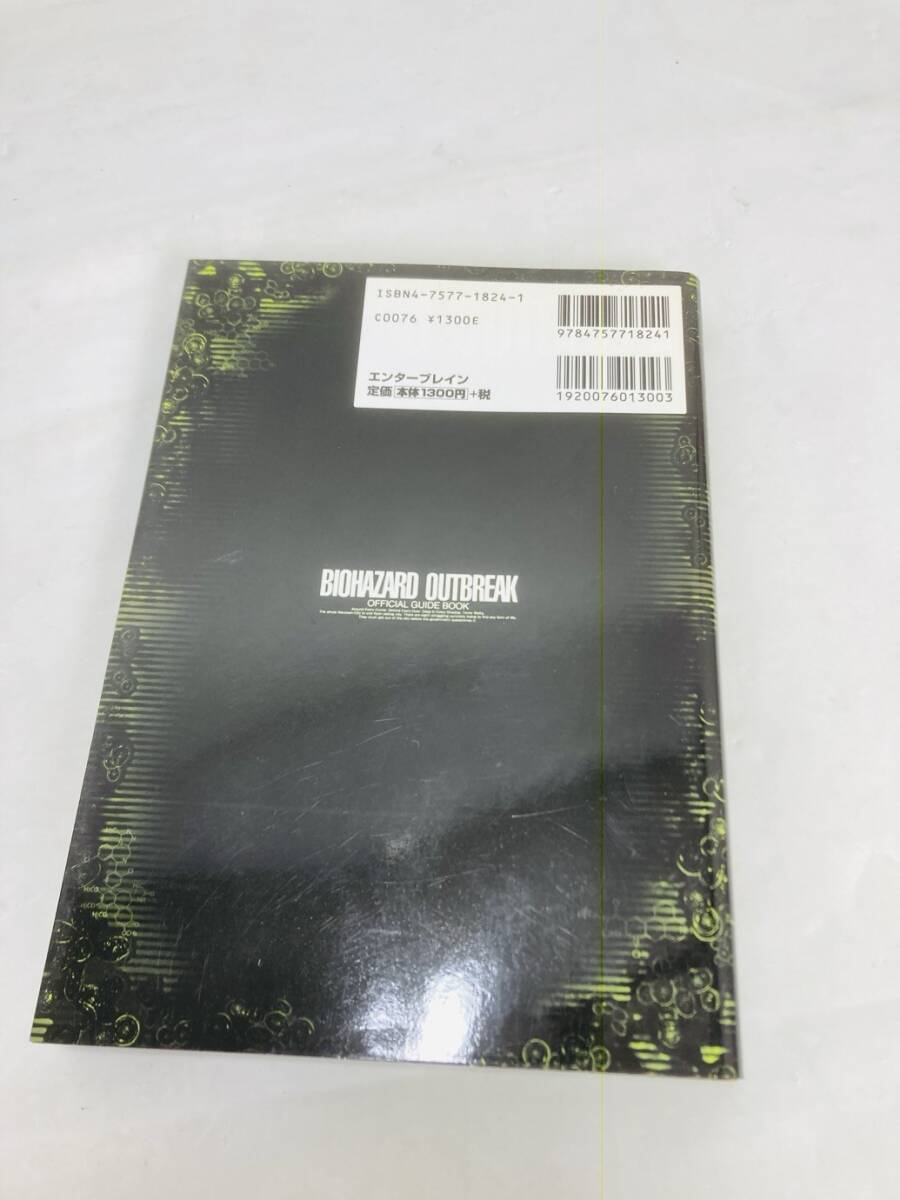 ISBN4-7577-1824-1
C0076 ¥1300E
エンターブレイン
定価 本体1300円 +税
9784757718241
1920076013003
BIOHAZARD OUTBREAK
OFFICIAL GUIDE BOOK